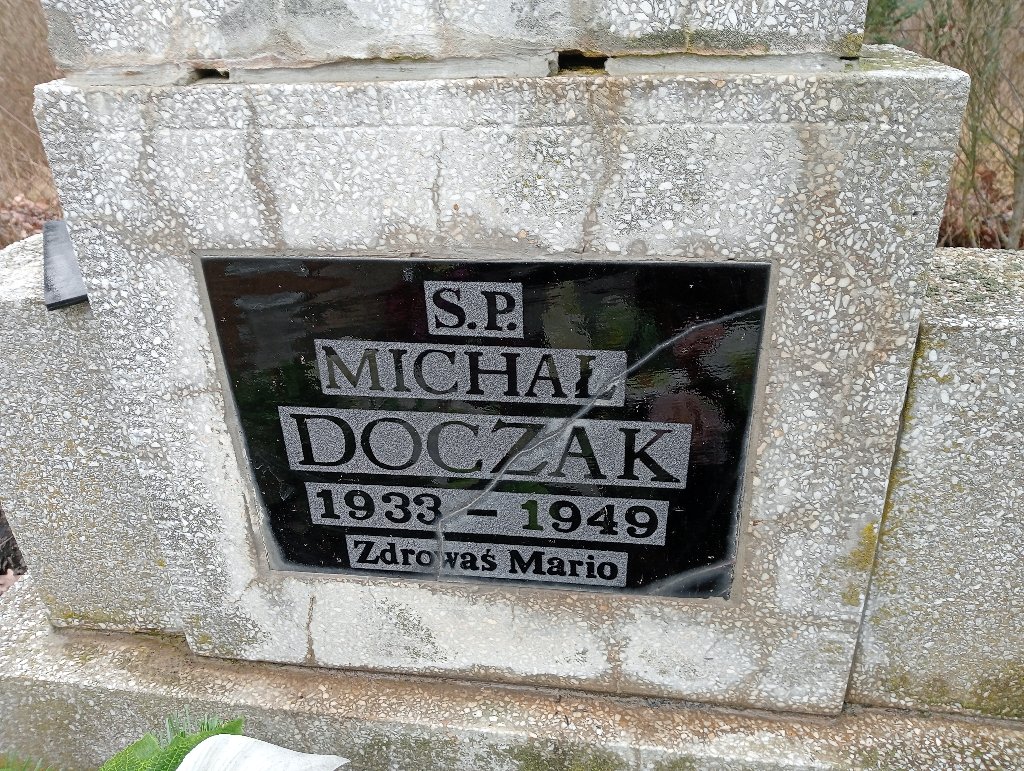 S.P.
MICHAŁ
DOCZAK
1933 – 1949
Zdrowaś Mario